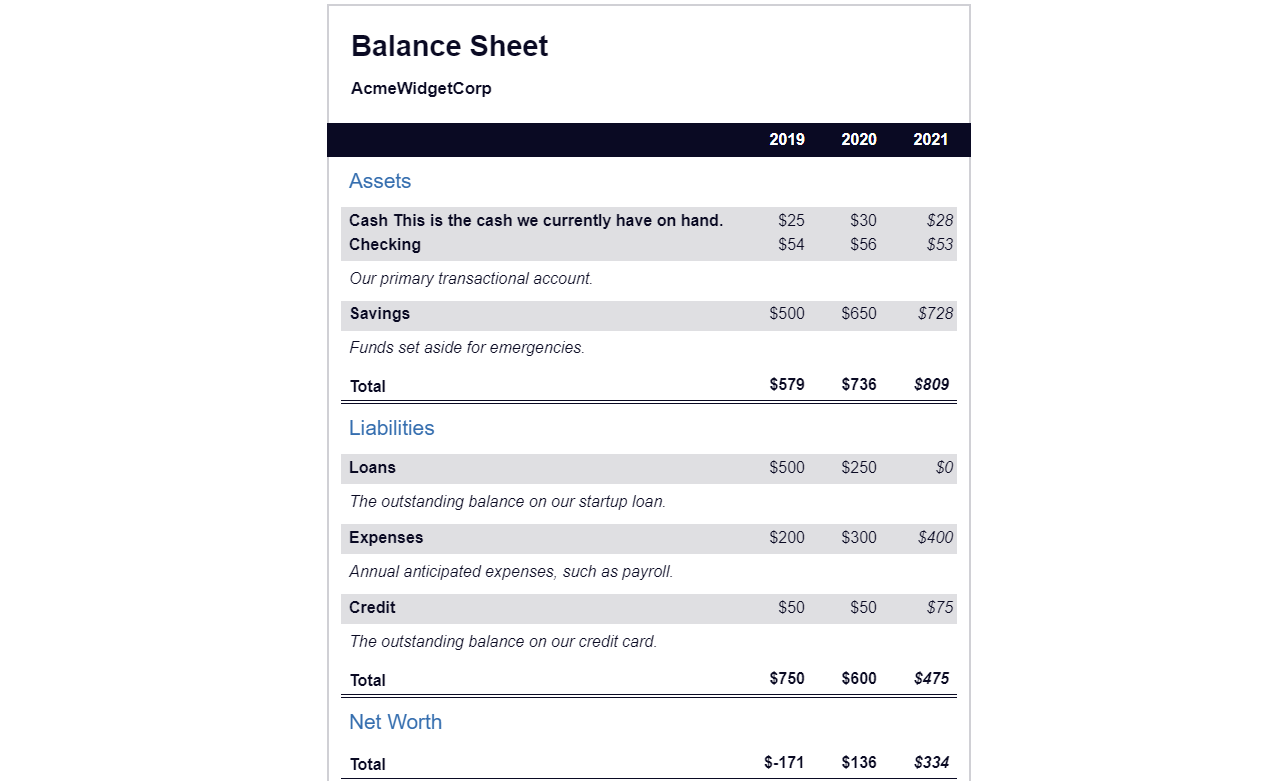 Balance Sheet
AcmeWidgetCorp
2019 2020 2021
Assets
Cash This is the cash we currently have on hand. $25 $30 $28
Checking $54 $56 $53
Our primary transactional account.
Savings $500 $650 $728
Funds set aside for emergencies.
Total $579 $736 $809
Liabilities
Loans $500 $250 $0
The outstanding balance on our startup loan.
Expenses $200 $300 $400
Annual anticipated expenses, such as payroll.
Credit $50 $50 $75
The outstanding balance on our credit card.
Total $750 $600 $475
Net Worth
Total $-171 $136 $334